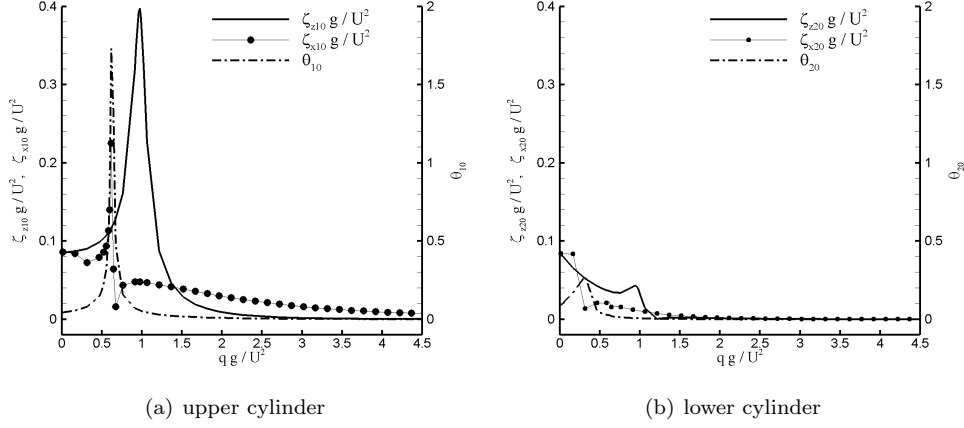 ζz10 g / U²
ζx10 g / U²
θ10
0.4
0.3
0.2
0.1
0
2
1.5
1
0.5
0
ζ z10 g / U², ζ x10 g / U²
θ10
0 0.5 1 1.5 2 2.5 3 3.5 4 4.5
q g / U²
(a) upper cylinder
ζz20 g / U²
ζx20 g / U²
θ20
0.4
0.3
0.2
0.1
0
2
1.5
1
0.5
0
ζ z20 g / U², ζ x20 g / U²
θ20
0 0.5 1 1.5 2 2.5 3 3.5 4 4.5
q g / U²
(b) lower cylinder